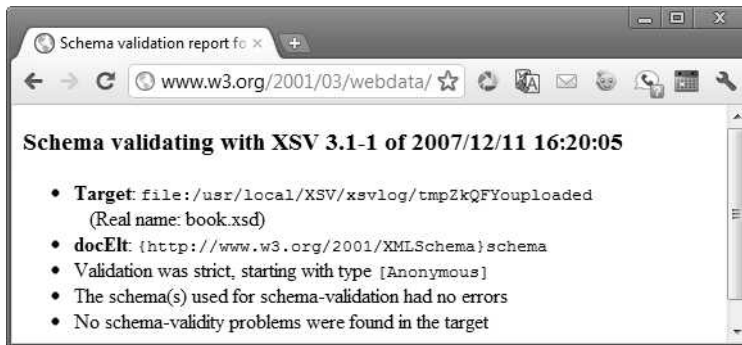 Schema validation report fo
www.w3.org/2001/03/webdata/
Schema validating with XSV 3.1-1 of 2007/12/11 16:20:05
• Target: file:/usr/local/XSV/xsvlog/tmpZkQFYouploaded
(Real name: book.xsd)
• docElt: {http://www.w3.org/2001/XMLSchema}schema
• Validation was strict, starting with type [Anonymous]
• The schema(s) used for schema-validation had no errors
• No schema-validity problems were found in the target